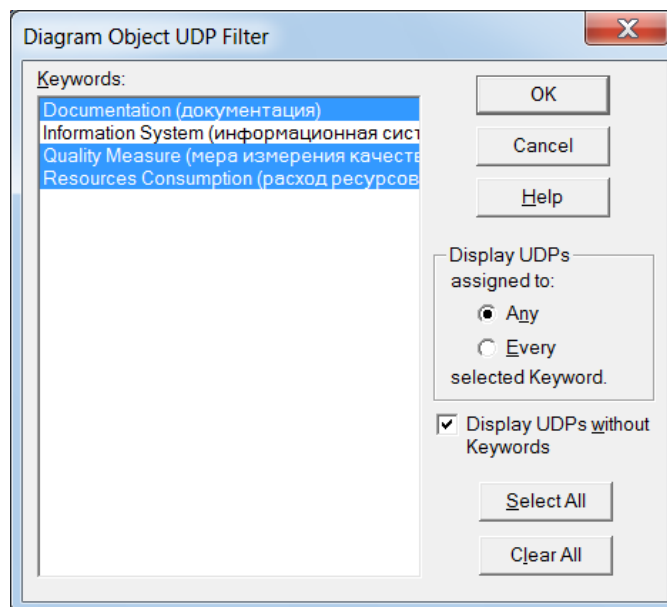 Diagram Object UDP Filter
Keywords:
Documentation (документация)
Information System (информационная сист
Quality Measure (мера измерения качеств
Resources Consumption (расход ресурсов
OK
Cancel
Help
Display UDPs
assigned to:
Any
Every
selected Keyword.
Display UDPs without
Keywords
Select All
Clear All